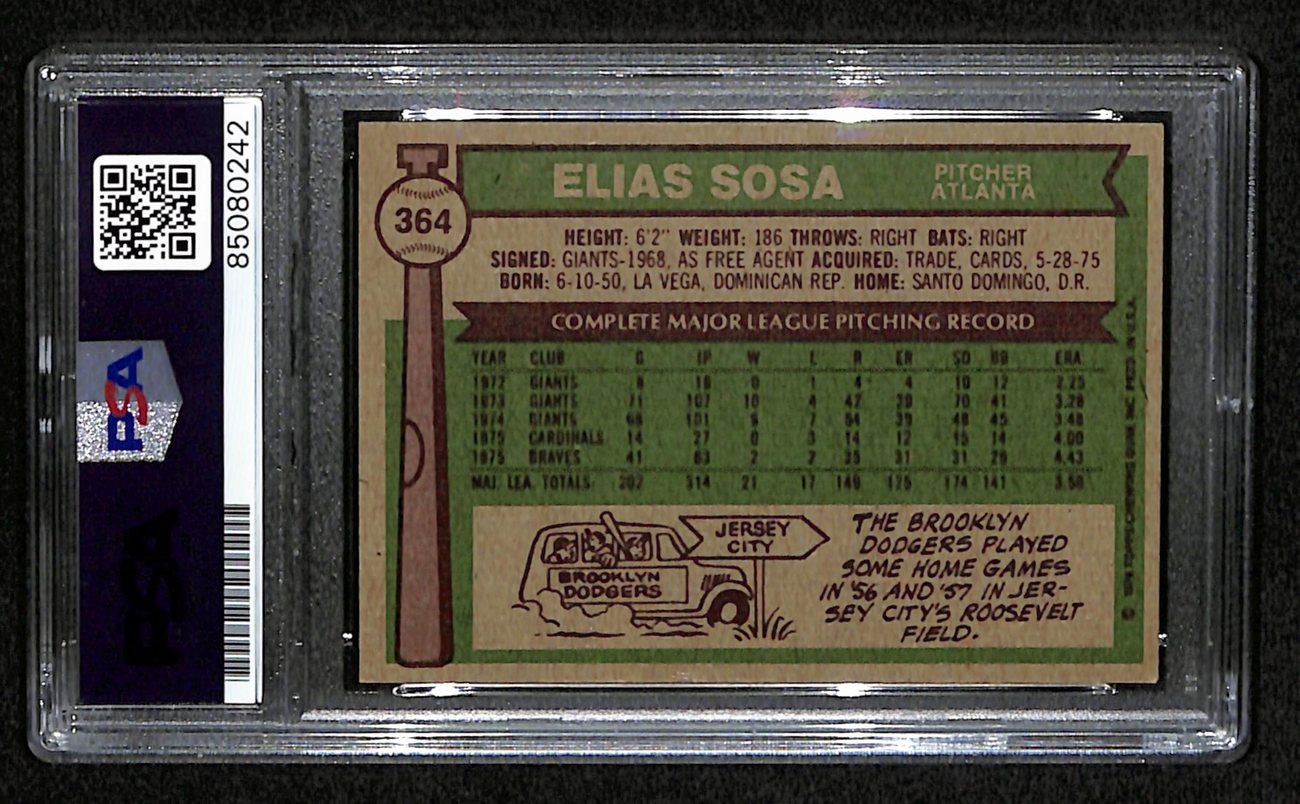 85080242
PSA
PSA
364
ELIAS SOSA
PITCHER
ATLANTA
HEIGHT: 6'2" WEIGHT: 186 THROWS: RIGHT BATS: RIGHT
SIGNED: GIANTS-1968, AS FREE AGENT ACQUIRED: TRADE, CARDS, 5-28-75
BORN: 6-10-50, LA VEGA, DOMINICAN REP. HOME: SANTO DOMINGO, D.R.
COMPLETE MAJOR LEAGUE PITCHING RECORD
YEAR CLUB G IP W L R ER SO BB ERA
1972 GIANTS 8 16 0 1 4 4 10 12 2.25
1973 GIANTS 71 107 10 4 42 39 70 41 3.28
1974 GIANTS 68 101 9 39 48 45 3.48
1975 CARDINALS 14 27 0 3 14 12 15 14 4.00
1975 BRAVES 41 63 2 2 35 31 31 29 4.43
MAJ. LEA. TOTALS 202 314 21 17 149 125 174 141 3.58
BROOKLYN
DODGERS
JERSEY
CITY
THE BROOKLYN
DODGERS PLAYED
SOME HOME GAMES
IN '56 AND '57 IN JER-
SEY CITY'S ROOSEVELT
FIELD.